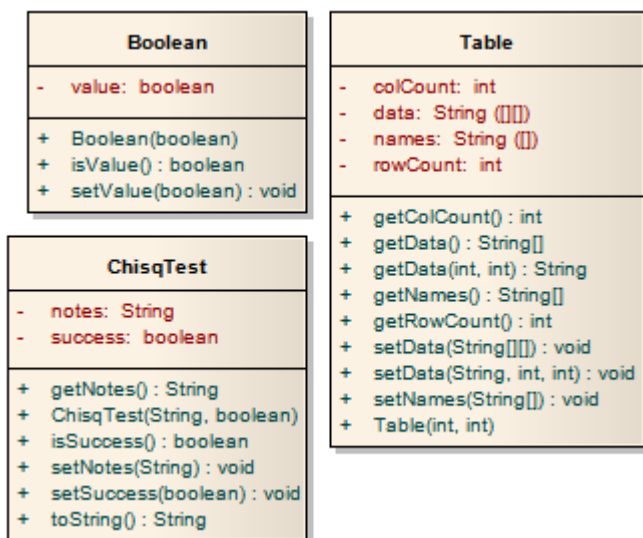 Boolean
- value: boolean
+ Boolean(boolean)
+ isValue() : boolean
+ setValue(boolean) : void
ChisqTest
- notes: String
- success: boolean
+ getNotes() : String
+ ChisqTest(String, boolean)
+ isSuccess() : boolean
+ setNotes(String) : void
+ setSuccess(boolean) : void
+ toString() : String
Table
- colCount: int
- data: String ([][])
- names: String ([])
- rowCount: int
+ getColCount() : int
+ getData() : String[]
+ getData(int, int) : String
+ getNames() : String[]
+ getRowCount() : int
+ setData(String[][]) : void
+ setData(String, int, int) : void
+ setNames(String[]) : void
+ Table(int, int)